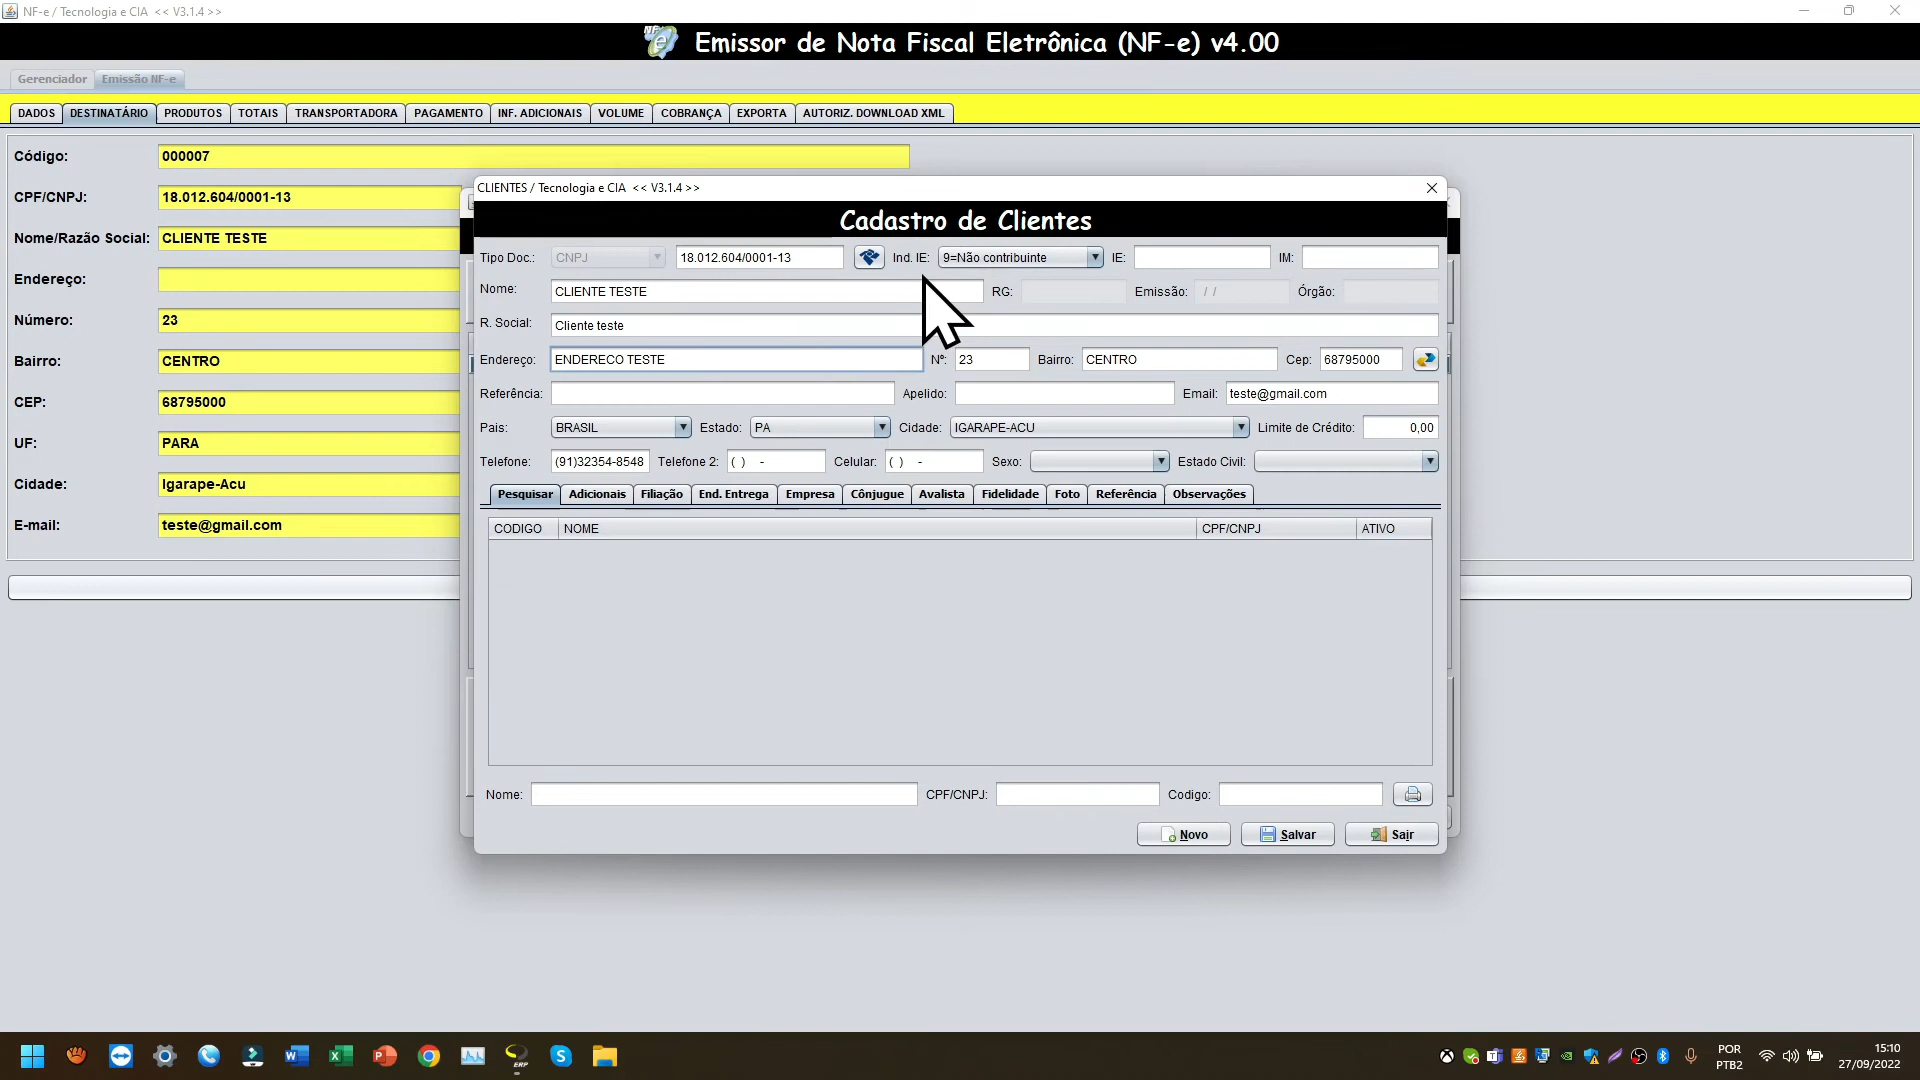 NF-e / Tecnologia e CIA << V3.1.4 >>
NF-e Emissor de Nota Fiscal Eletrônica (NF-e) v4.00
Gerenciador Emissão NF-e
DADOS DESTINATÁRIO PRODUTOS TOTAIS TRANSPORTADORA PAGAMENTO INF. ADICIONAIS VOLUME COBRANÇA EXPORTA AUTORIZ. DOWNLOAD XML
Código: 000007
CPF/CNPJ: 18.012.604/0001-13
Nome/Razão Social: CLIENTE TESTE
Endereço:
Número: 23
Bairro: CENTRO
CEP: 68795000
UF: PARA
Cidade: Igarape-Acu
E-mail: teste@gmail.com
CLIENTES / Tecnologia e CIA << V3.1.4 >>
Cadastro de Clientes
Tipo Doc.: CNPJ 18.012.604/0001-13 Ind. IE: 9=Não contribuinte IE: IM:
Nome: CLIENTE TESTE RG: Emissão: / / Órgão:
R. Social: Cliente teste
Endereço: ENDERECO TESTE Nº: 23 Bairro: CENTRO Cep: 68795000
Referência: Apelido: Email: teste@gmail.com
Pais: BRASIL Estado: PA Cidade: IGARAPE-ACU Limite de Crédito: 0,00
Telefone: (91)32354-8548 Telefone 2: ( ) - Celular: ( ) - Sexo: Estado Civil:
Pesquisar Adicionais Filiação End. Entrega Empresa Cônjugue Avalista Fidelidade Foto Referência Observações
CODIGO NOME CPF/CNPJ ATIVO
Nome: CPF/CNPJ: Codigo:
Novo Salvar Sair
ERP
POR
PTB2
15:10
27/09/2022